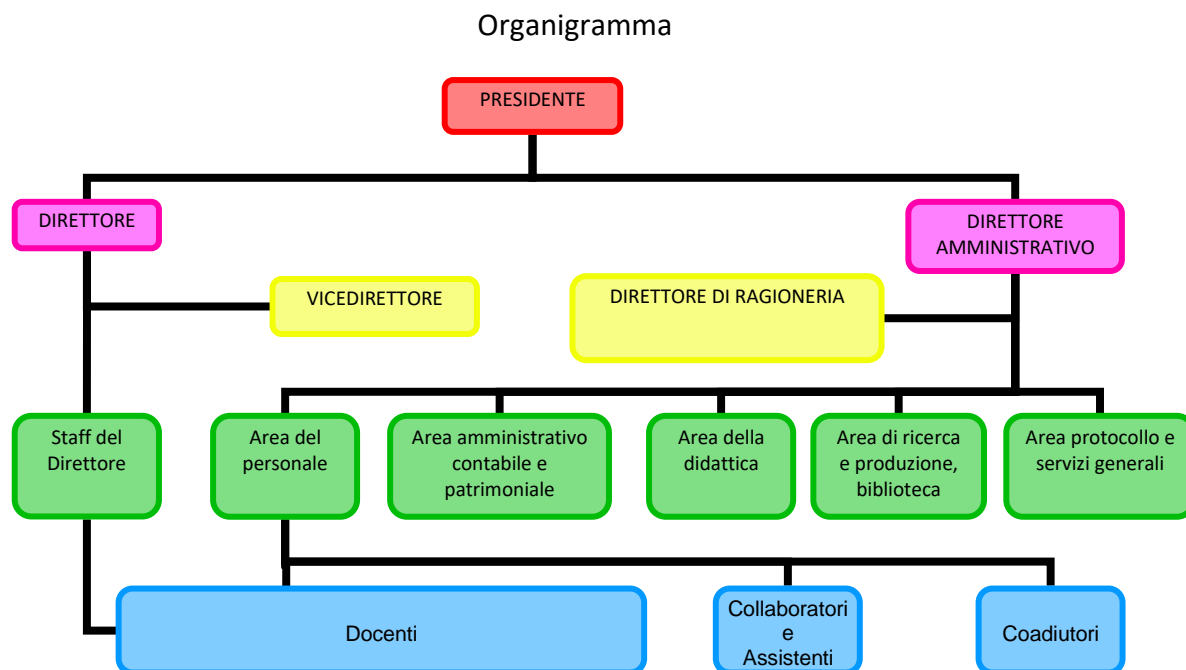 Organigramma
PRESIDENTE
DIRETTORE
DIRETTORE
AMMINISTRATIVO
VICEDIRETTORE
DIRETTORE DI RAGIONERIA
Staff del
Direttore
Area del
personale
Area amministrativo
contabile e
patrimoniale
Area della
didattica
Area di ricerca
e produzione,
biblioteca
Area protocollo e
servizi generali
Docenti
Collaboratori
e
Assistenti
Coadiutori